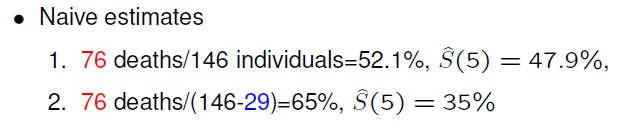 • Naive estimates
1. 76 deaths/146 individuals=52.1%, Ŝ(5) = 47.9%,
2. 76 deaths/(146-29)=65%, Ŝ(5) = 35%